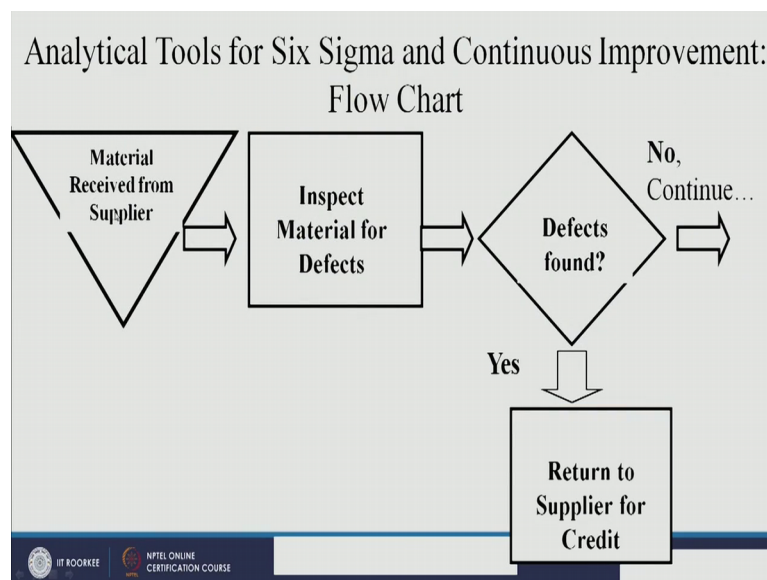 Analytical Tools for Six Sigma and Continuous Improvement:
Flow Chart
Material
Received from
Supplier
Inspect
Material for
Defects
Defects
found?
No,
Continue...
Yes
Return to
Supplier for
Credit
IIT ROORKEE
NPTEL ONLINE
CERTIFICATION COURSE
NPTEL